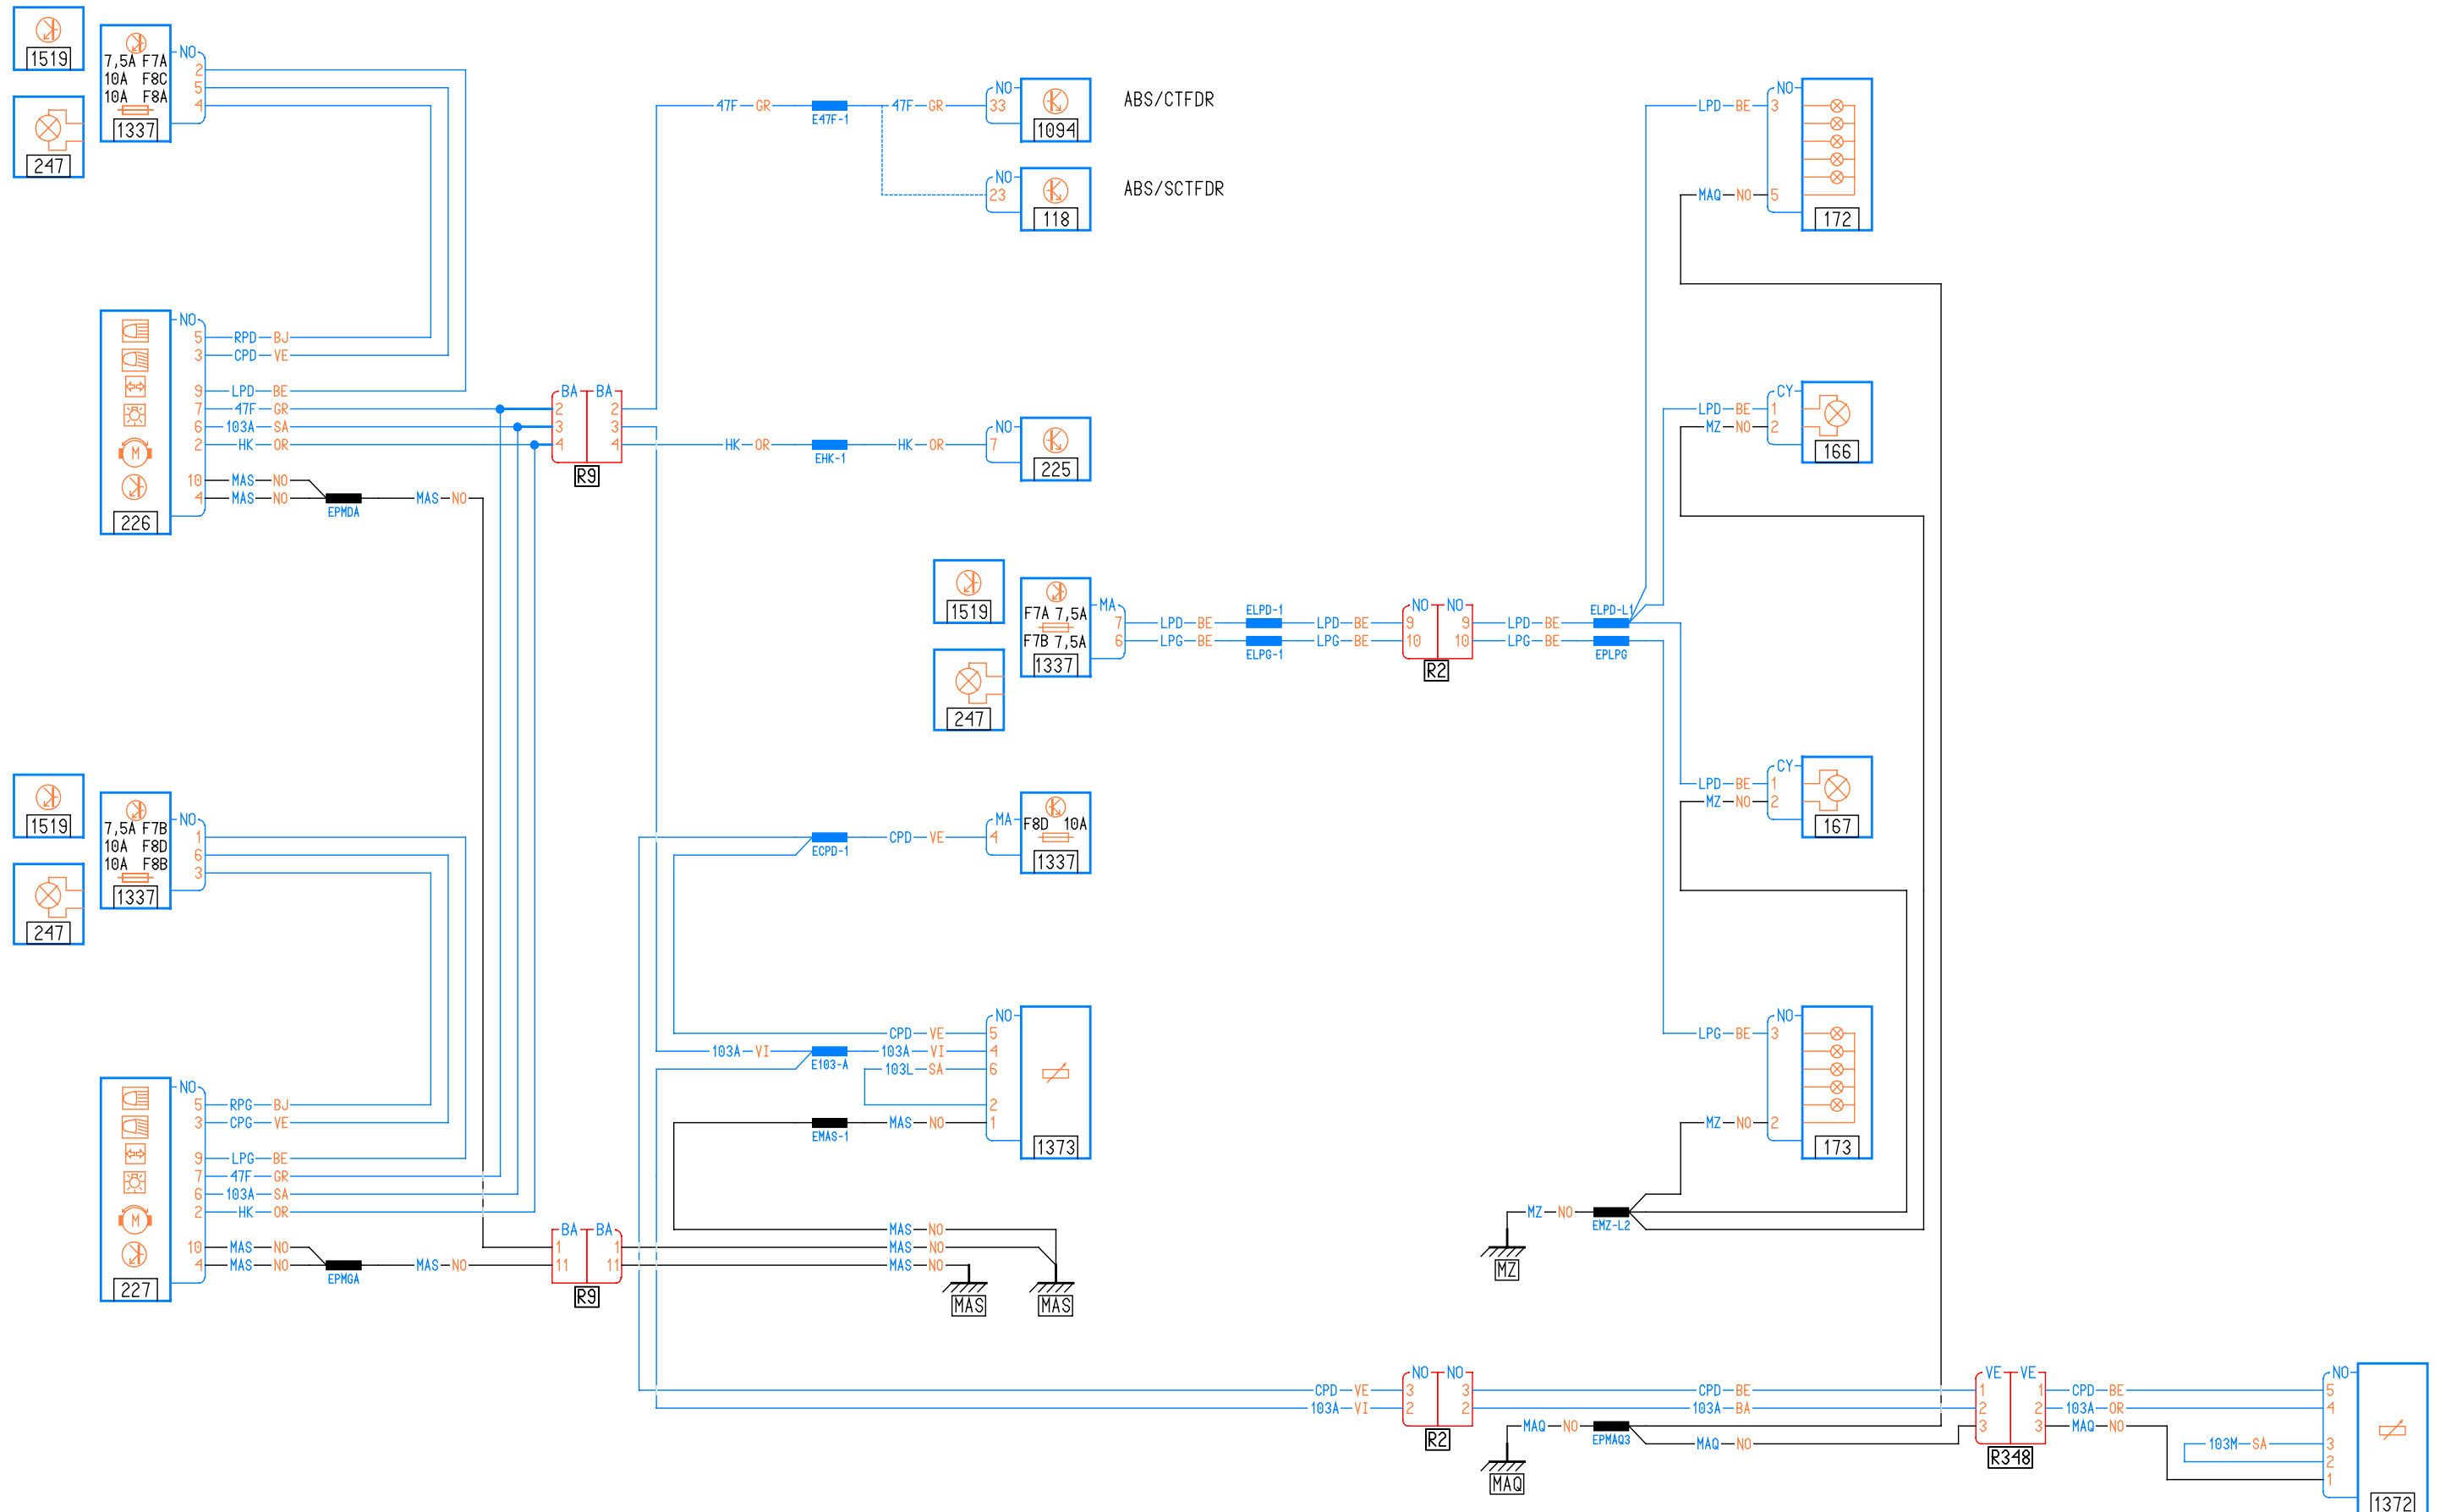 1519
7,5A F7A
10A F8C
10A F8A
1337
NO
2
5
4
247
47F GR
E47F-1
47F GR
NO
33
1094
ABS/CTFDR
NO
23
118
ABS/SCTFDR
LPD BE
NO
3
MAQ NO
5
172
NO
5 RPD BJ
3 CPD VE
9 LPD BE
7 47F GR
6 103A SA
2 HK OR
10 MAS NO
4 MAS NO
EPMDA
MAS NO
226
BA BA
2 2
3 3
4 4
R9
HK OR
EHK-1
HK OR
NO
7
225
LPD BE
MZ NO
CY
1
2
166
1519
F7A 7,5A
F7B 7,5A
1337
247
MA
7 LPD BE
6 LPG BE
ELPD-1
ELPG-1
LPD BE
LPG BE
NO NO
9 9
10 10
R2
LPD BE
LPG BE
ELPD-L1
EPLPG
LPD BE
MZ NO
CY
1
2
167
1519
7,5A F7B
10A F8D
10A F8B
1337
NO
1
6
3
247
ECPD-1
CPD VE
MA
4
F8D 10A
1337
CPD VE
103A VI
E103-A
103A VI
103L SA
EMAS-1
MAS NO
NO
5
4
6
2
1
1373
LPG BE
NO
3
MZ NO
2
173
NO
5 RPG BJ
3 CPG VE
9 LPG BE
7 47F GR
6 103A SA
2 HK OR
10 MAS NO
4 MAS NO
EPMGA
MAS NO
227
BA BA
1 1
11 11
R9
MAS NO
MAS NO
MAS NO
MAS
MAS
MZ NO
EMZ-L2
MZ
CPD VE
103A VI
NO NO
3 3
2 2
R2
CPD BE
103A BA
MAQ NO
EPMAQ3
MAQ NO
MAQ
VE VE
1 1
2 2
3 3
R348
CPD BE
103A OR
MAQ NO
103M SA
NO
5
4
3
2
1
1372